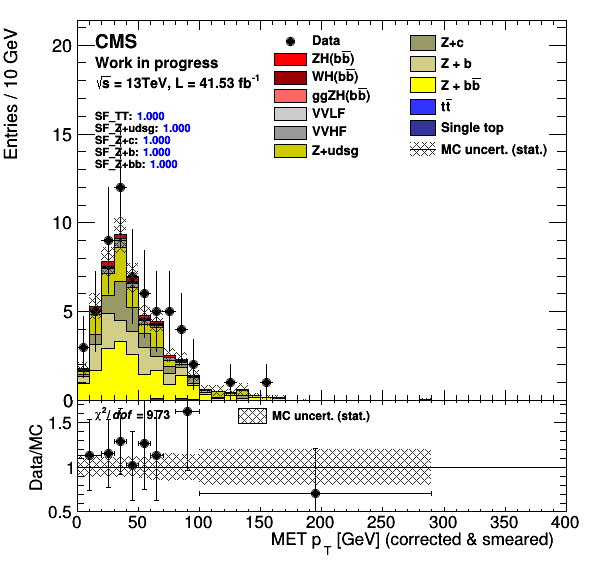 CMS
Work in progress
√s = 13TeV, L = 41.53 fb⁻¹
SF_TT: 1.000
SF_Z+udsg: 1.000
SF_Z+c: 1.000
SF_Z+b: 1.000
SF_Z+bb: 1.000
Data
ZH(bb̅)
WH(bb̅)
ggZH(bb̅)
VVLF
VVHF
Z+udsg
Z+c
Z + b
Z + bb̅
tt̅
Single top
MC uncert. (stat.)
Entries / 10 GeV
20
15
10
5
0
χ²/dof = 9.73
MC uncert. (stat.)
Data/MC
1.5
1
0.5
0 50 100 150 200 250 300 350 400
MET p_T [GeV] (corrected & smeared)